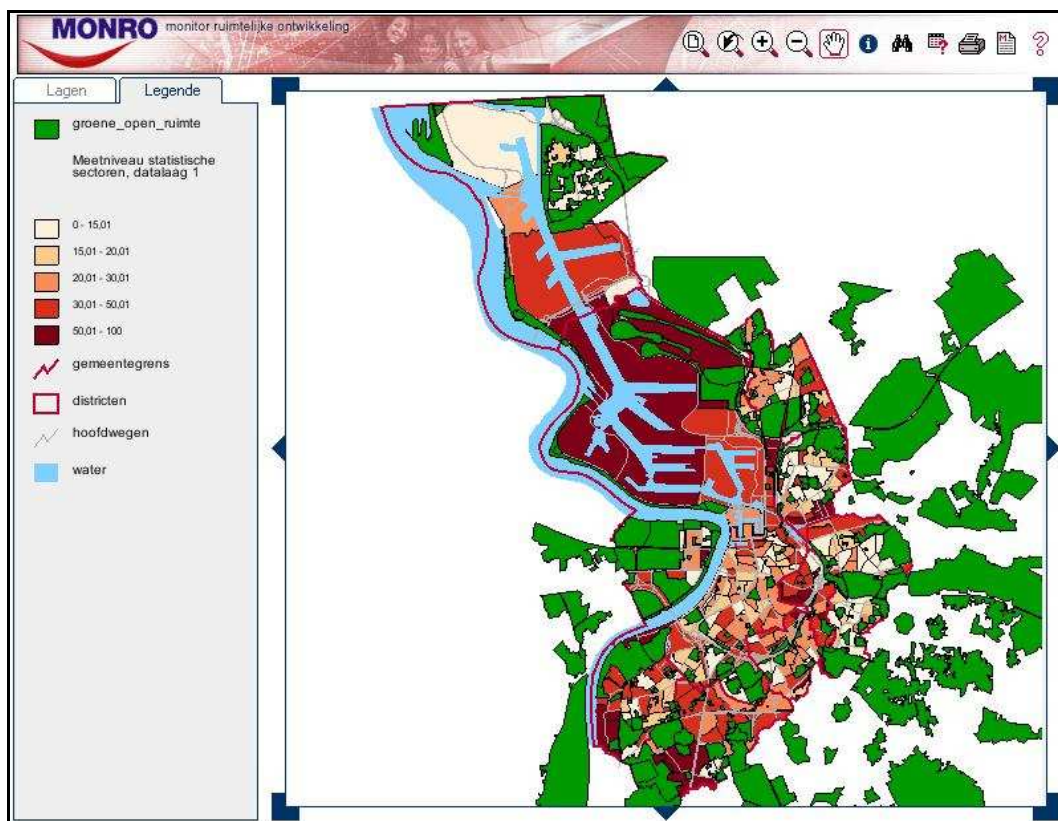 MONRO monitor ruimtelijke ontwikkeling
Lagen
Legende
groene_open_ruimte
Meetniveau statistische
sectoren, datalaag 1
0 - 15,01
15,01 - 20,01
20,01 - 30,01
30,01 - 50,01
50,01 - 100
gemeentegrens
districten
hoofdwegen
water